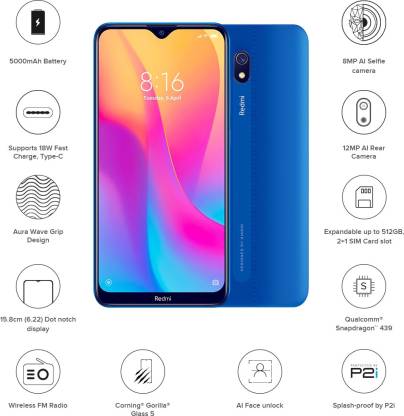 5000mAh Battery
Supports 18W Fast
Charge, Type-C
Aura Wave Grip
Design
15.8cm (6.22) Dot notch
display
Wireless FM Radio
8:16
Tuesday, 9 April
Redmi
Redmi
DESIGNED BY XIAOMI
8MP AI Selfie
camera
12MP AI Rear
Camera
Expandable up to 512GB,
2+1 SIM Card slot
S
Qualcomm®
Snapdragon™ 439
Corning® Gorilla®
Glass 5
AI Face unlock
P2i
Splash-proof by P2i